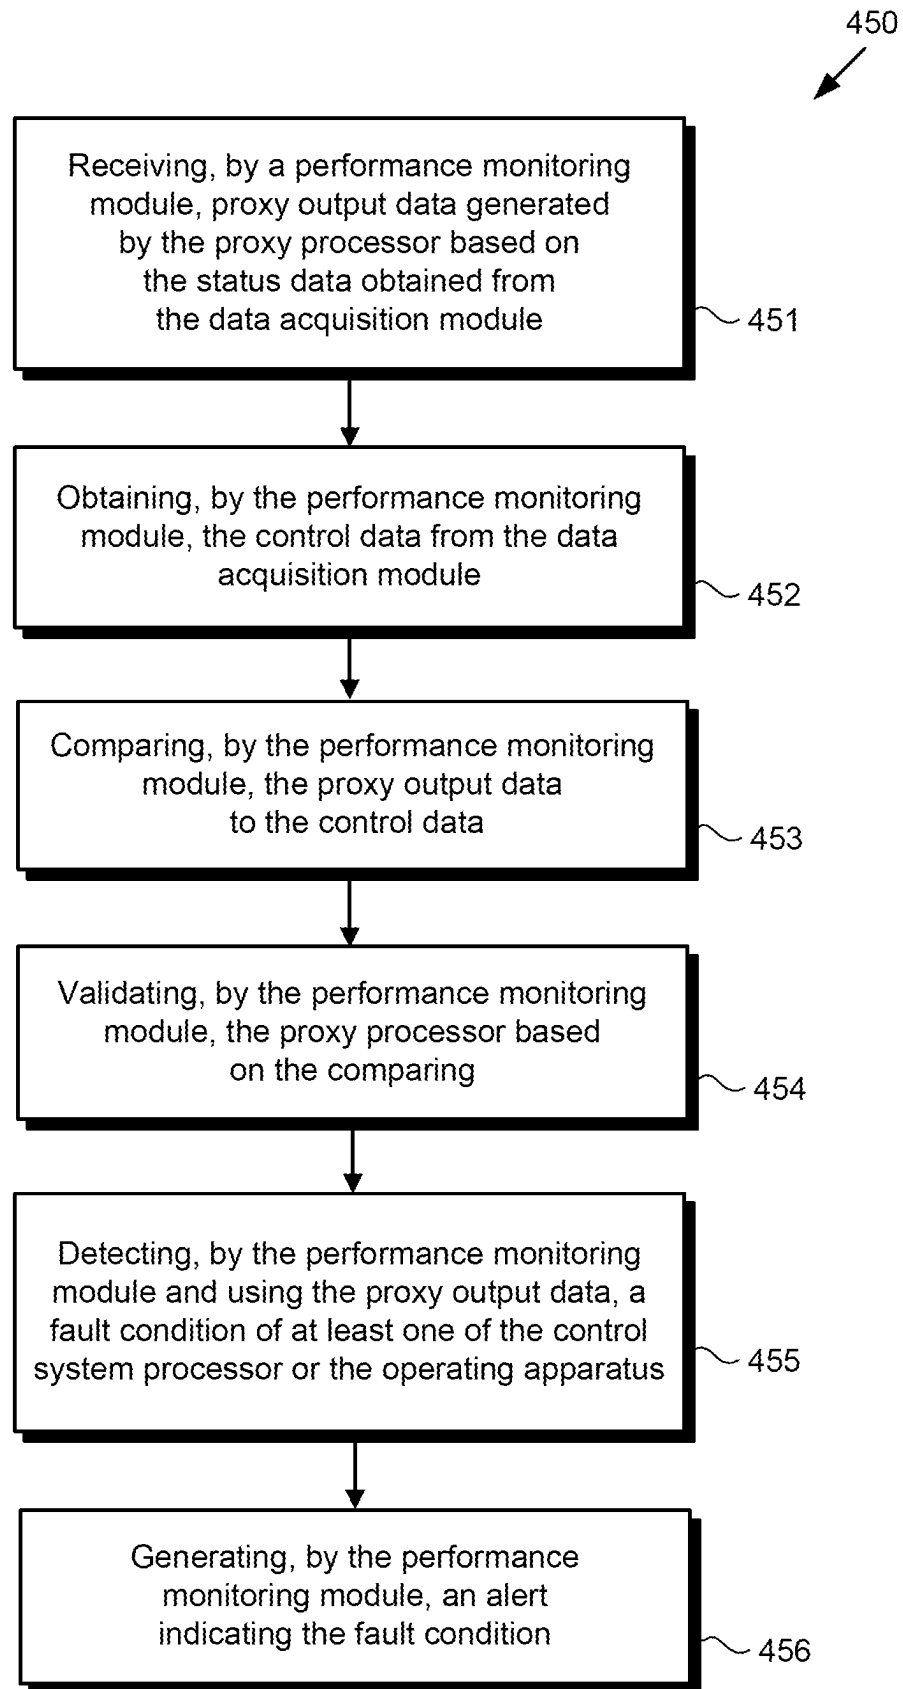 450
Receiving, by a performance monitoring
module, proxy output data generated
by the proxy processor based on
the status data obtained from
the data acquisition module
451
Obtaining, by the performance monitoring
module, the control data from the data
acquisition module
452
Comparing, by the performance monitoring
module, the proxy output data
to the control data
453
Validating, by the performance monitoring
module, the proxy processor based
on the comparing
454
Detecting, by the performance monitoring
module and using the proxy output data, a
fault condition of at least one of the control
system processor or the operating apparatus
455
Generating, by the performance
monitoring module, an alert
indicating the fault condition
456